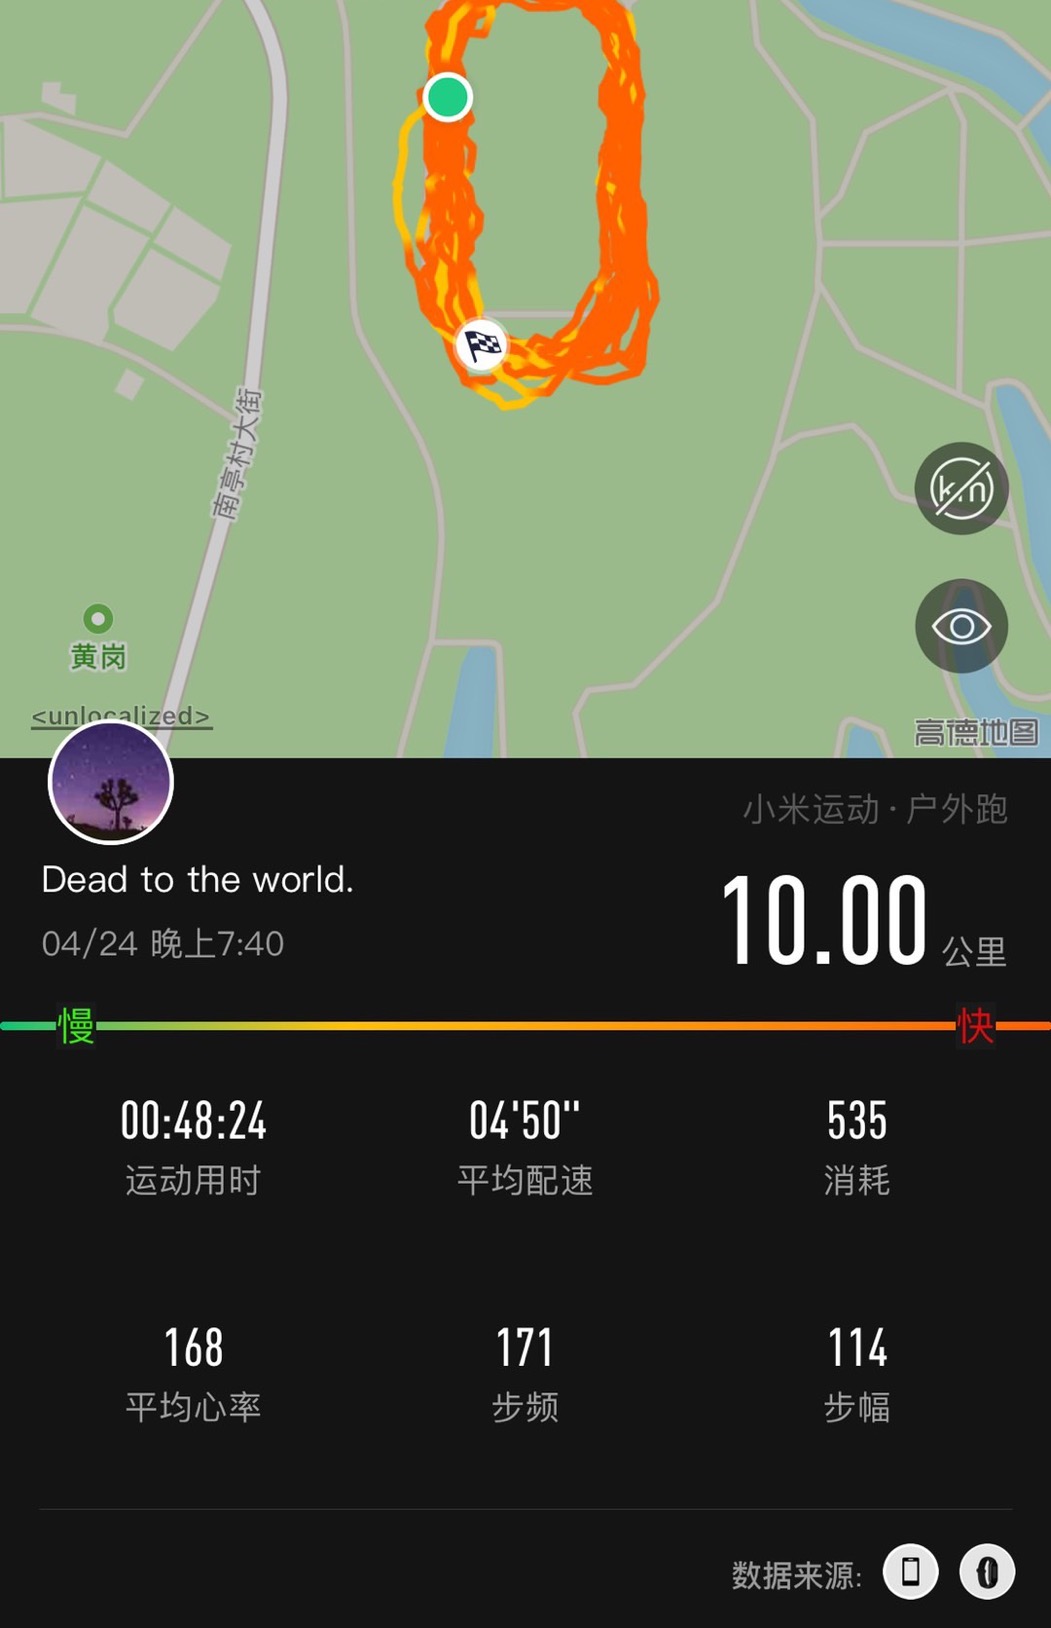 南亭村大街
黄岗
<unlocalized>
高德地图
小米运动·户外跑
Dead to the world.
04/24 晚上7:40
10.00 公里
慢
快
00:48:24
04'50"
535
运动用时
平均配速
消耗
168
171
114
平均心率
步频
步幅
数据来源: